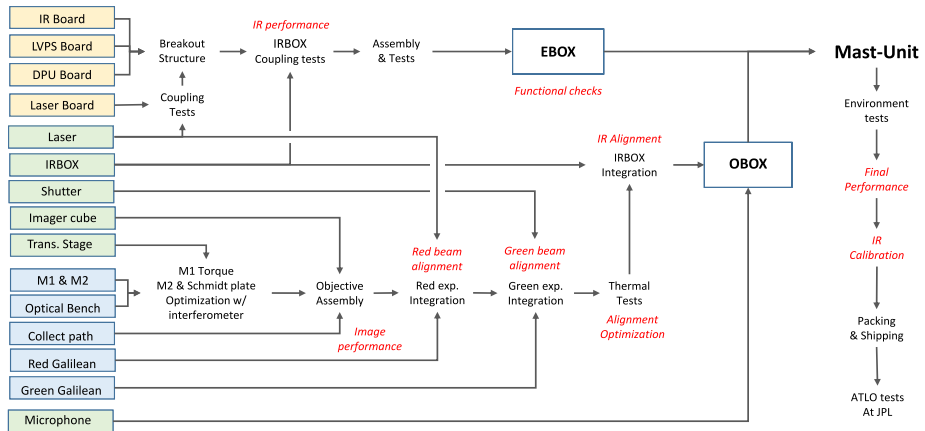 IR Board
LVPS Board
DPU Board
Laser Board
Laser
IRBOX
Shutter
Imager cube
Trans. Stage
M1 & M2
Optical Bench
Collect path
Red Galilean
Green Galilean
Microphone
Breakout
Structure
Coupling
Tests
IR performance
IRBOX
Coupling tests
Assembly
& Tests
EBOX
Functional checks
M1 Torque
M2 & Schmidt plate
Optimization w/
interferometer
Objective
Assembly
Image
performance
Red beam
alignment
Red exp.
Integration
Green beam
alignment
Green exp.
Integration
IR Alignment
IRBOX
Integration
Thermal
Tests
Alignment
Optimization
OBOX
Mast-Unit
Environment
tests
Final
Performance
IR
Calibration
Packing
& Shipping
ATLO tests
At JPL